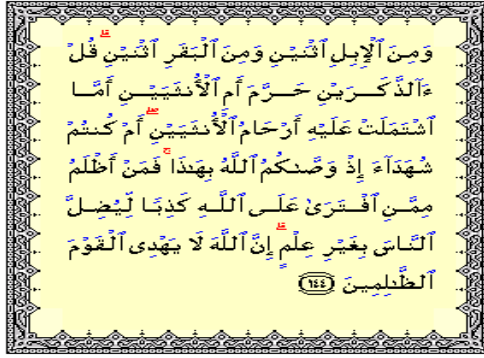 وَمِنَ ٱلْإِبِلِ ٱثْنَيْنِ وَمِنَ ٱلْبَقَرِ ٱثْنَيْنِ ۗ قُلْ
ءَآلذَّكَرَيْنِ حَرَّمَ أَمِ ٱلْأُنثَيَيْنِ أَمَّا
ٱشْتَمَلَتْ عَلَيْهِ أَرْحَامُ ٱلْأُنثَيَيْنِ ۖ أَمْ كُنتُمْ
شُهَدَآءَ إِذْ وَصَّىٰكُمُ ٱللَّهُ بِهَٰذَا ۚ فَمَنْ أَظْلَمُ
مِمَّنِ ٱفْتَرَىٰ عَلَى ٱللَّهِ كَذِبًا لِّيُضِلَّ
ٱلنَّاسَ بِغَيْرِ عِلْمٍ ۗ إِنَّ ٱللَّهَ لَا يَهْدِى ٱلْقَوْمَ
ٱلظَّٰلِمِينَ ﴿١٤٤﴾